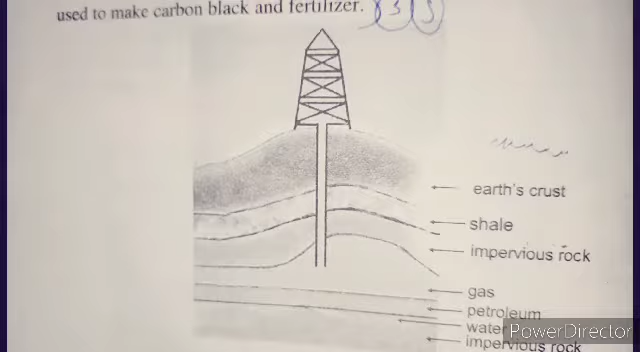 used to make carbon black and fertilizer.
earth's crust
shale
impervious rock
gas
petroleum
water
PowerDirector
impervious rock